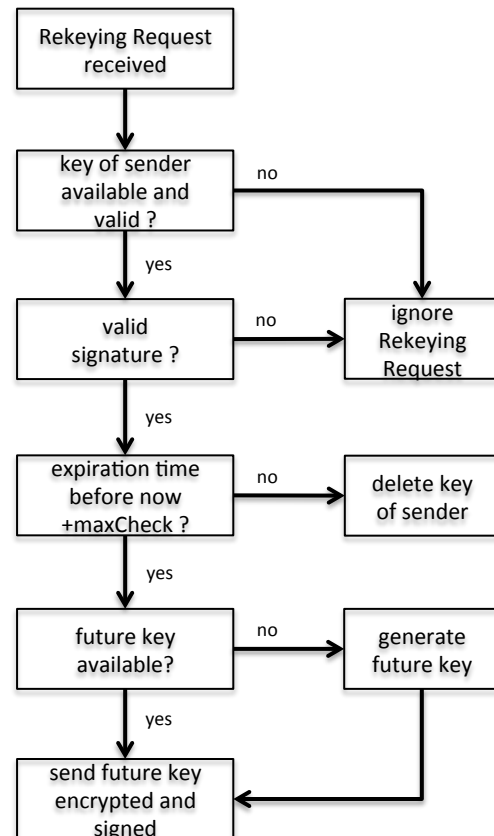 Rekeying Request
received
key of sender
available and
valid ?
no
yes
valid
signature ?
no
ignore
Rekeying
Request
yes
expiration time
before now
+maxCheck ?
no
delete key
of sender
yes
future key
available?
no
generate
future key
yes
send future key
encrypted and
signed